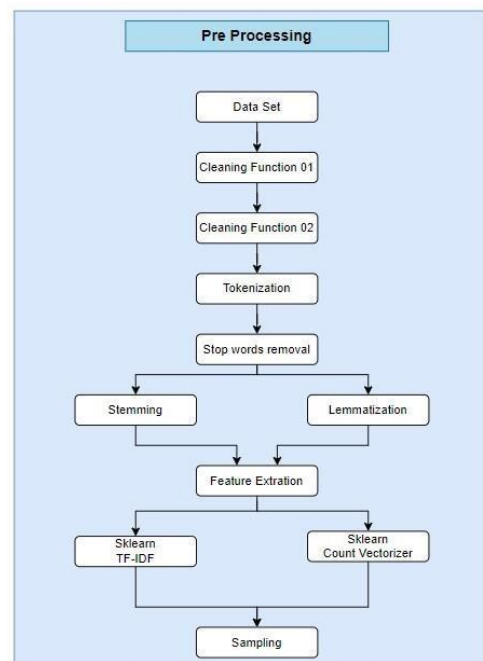 Pre Processing
Data Set
Cleaning Function 01
Cleaning Function 02
Tokenization
Stop words removal
Stemming
Lemmatization
Feature Extration
Sklearn
TF-IDF
Sklearn
Count Vectorizer
Sampling